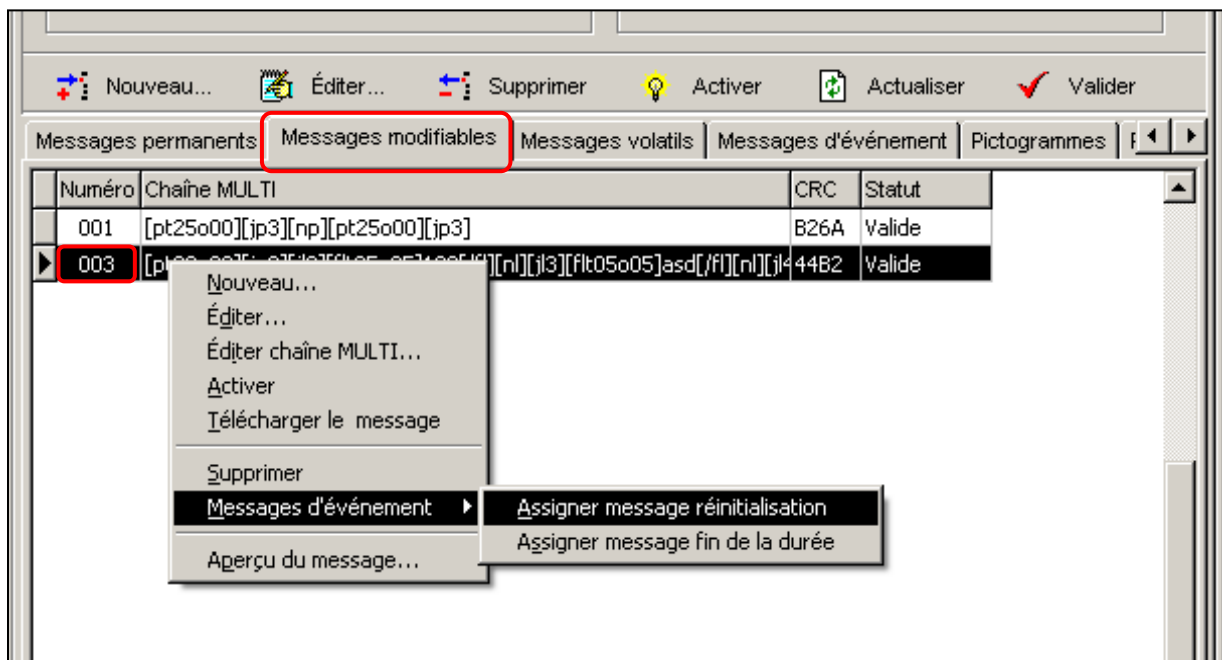 Nouveau... Éditer... Supprimer Activer Actualiser Valider
Messages permanents Messages modifiables Messages volatils Messages d'événement Pictogrammes
Numéro Chaîne MULTI CRC Statut
001 [pt25o00][jp3][np][pt25o00][jp3] B26A Valide
003 [nl][jl3][flt05o05]asd[/fl][nl][jl4 44B2 Valide
Nouveau...
Éditer...
Éditer chaîne MULTI...
Activer
Télécharger le message
Supprimer
Messages d'événement Assigner message réinitialisation
Assigner message fin de la durée
Aperçu du message...